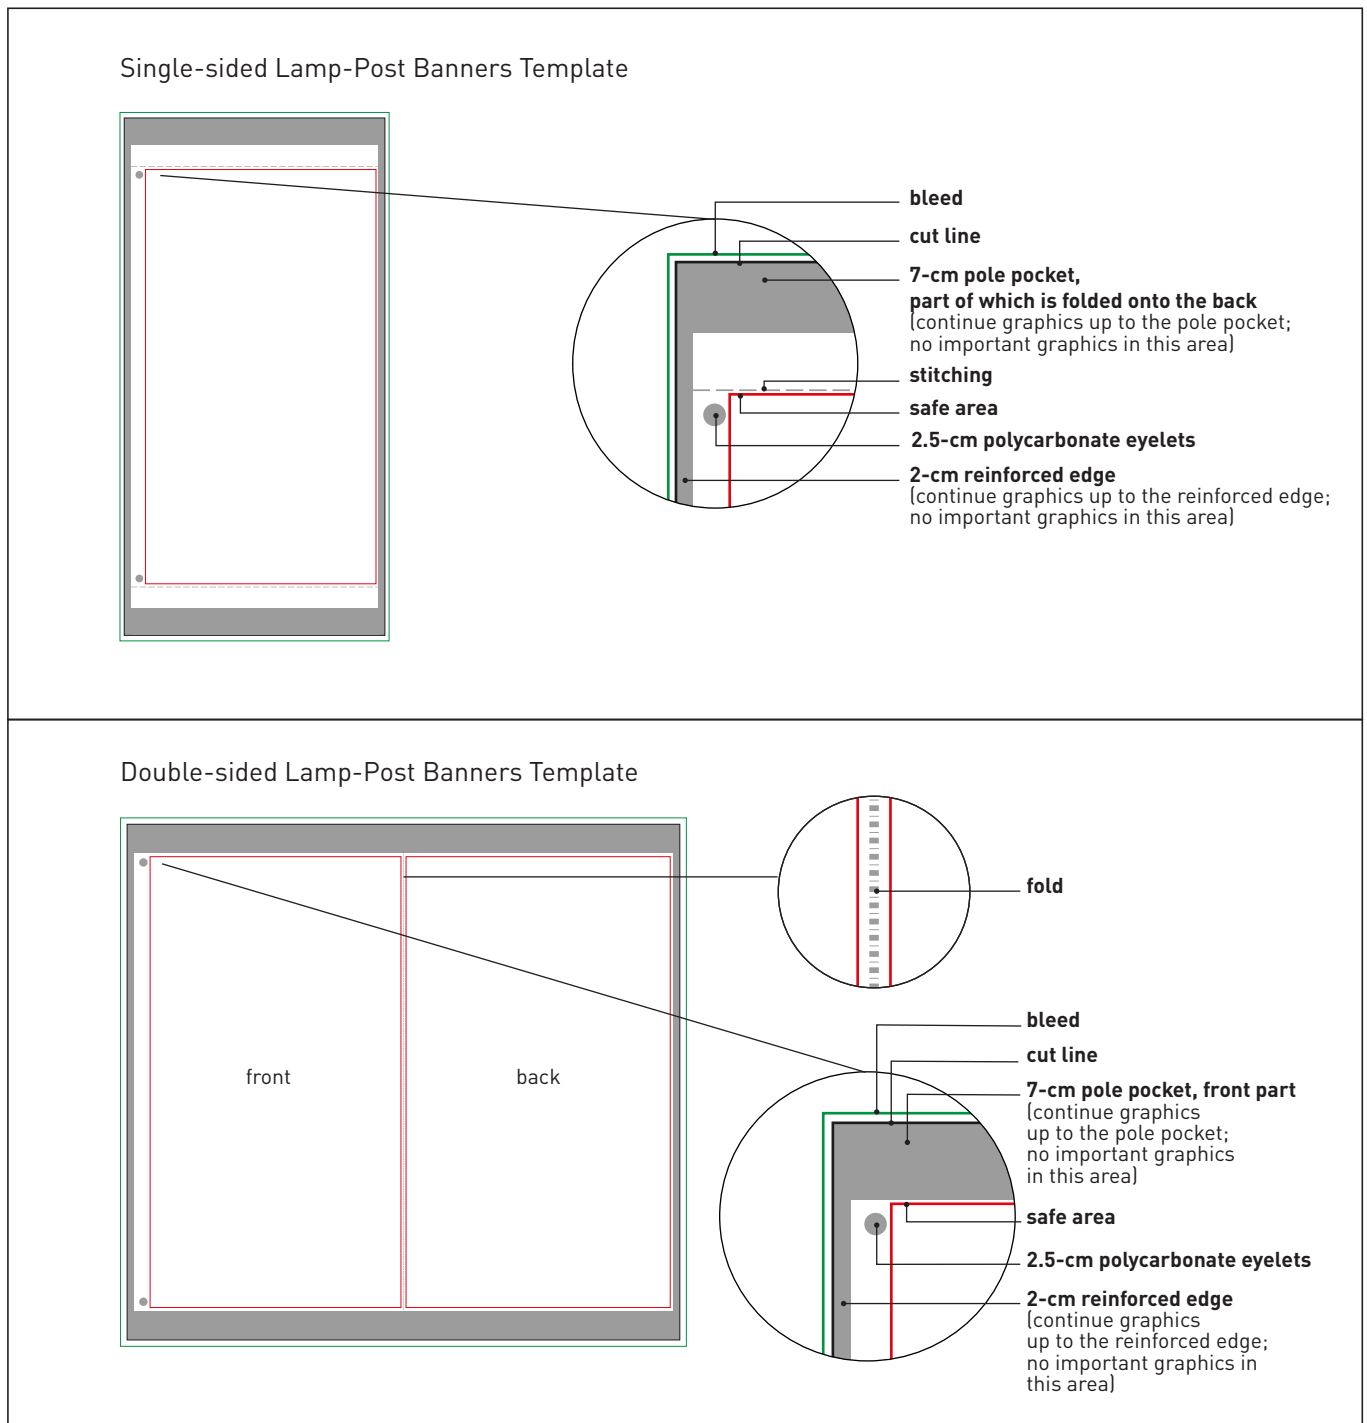 Single-sided Lamp-Post Banners Template
bleed
cut line
7-cm pole pocket,
part of which is folded onto the back
(continue graphics up to the pole pocket;
no important graphics in this area)
stitching
safe area
2.5-cm polycarbonate eyelets
2-cm reinforced edge
(continue graphics up to the reinforced edge;
no important graphics in this area)
Double-sided Lamp-Post Banners Template
fold
front
back
bleed
cut line
7-cm pole pocket, front part
(continue graphics
up to the pole pocket;
no important graphics
in this area)
safe area
2.5-cm polycarbonate eyelets
2-cm reinforced edge
(continue graphics
up to the reinforced edge;
no important graphics in
this area)